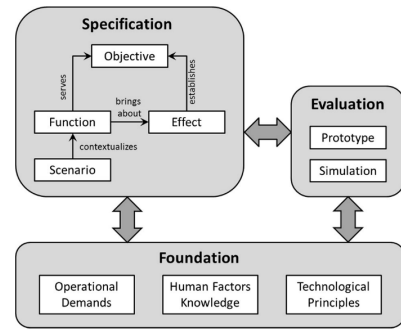 Specification
Objective
serves
establishes
brings
about
Function
Effect
contextualizes
Scenario
Evaluation
Prototype
Simulation
Foundation
Operational
Demands
Human Factors
Knowledge
Technological
Principles